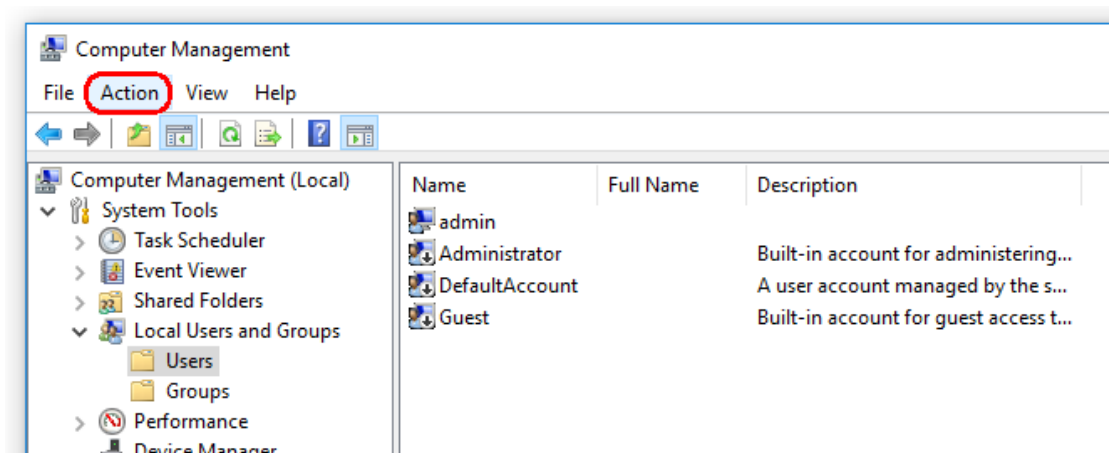 Computer Management
File Action View Help
Computer Management (Local)
System Tools
Task Scheduler
Event Viewer
Shared Folders
Local Users and Groups
Users
Groups
Performance
Device Manager
Name Full Name Description
admin
Administrator Built-in account for administering...
DefaultAccount A user account managed by the s...
Guest Built-in account for guest access t...